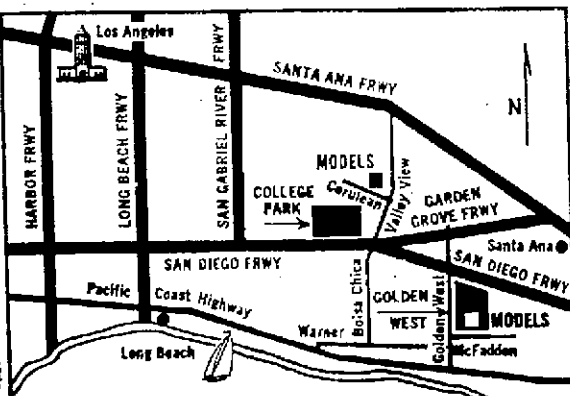 Los Angeles
HARBOR FRWY
LONG BEACH FRWY
SAN GABRIEL RIVER FRWY
SANTA ANA FRWY
N
MODELS
Cerulean
Valley View
COLLEGE
PARK
GARDEN
GROVE FRWY
Santa Ana
SAN DIEGO FRWY
SAN DIEGO FRWY
Pacific Coast Highway
Bolsa Chica
GOLDEN
WEST
Goldenwest
MODELS
Warner
McFadden
Long Beach